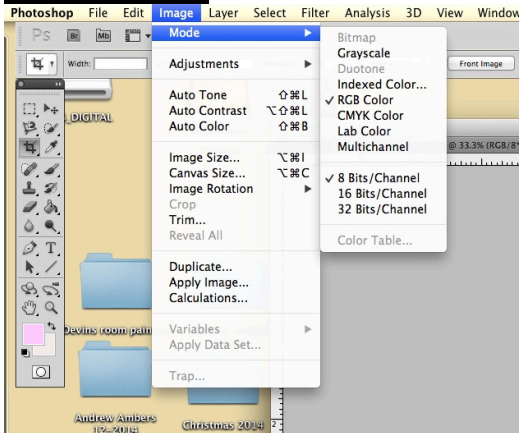 Photoshop File Edit Image Layer Select Filter Analysis 3D View Window
Ps Br Mb
Width: Front Image
Mode
Adjustments
Auto Tone ⇧⌘L
Auto Contrast ⌥⇧⌘L
Auto Color ⇧⌘B
Image Size... ⌥⌘I
Canvas Size... ⌥⌘C
Image Rotation
Crop
Trim...
Reveal All
Duplicate...
Apply Image...
Calculations...
Variables
Apply Data Set...
Trap...
Bitmap
Grayscale
Duotone
Indexed Color...
✓ RGB Color
CMYK Color
Lab Color
Multichannel
✓ 8 Bits/Channel
16 Bits/Channel
32 Bits/Channel
Color Table...
@ 33.3% (RGB/8*
_DIGITAL
T
Devins room pain
Andrew Ambers
12-2014
Christmas 2014
2